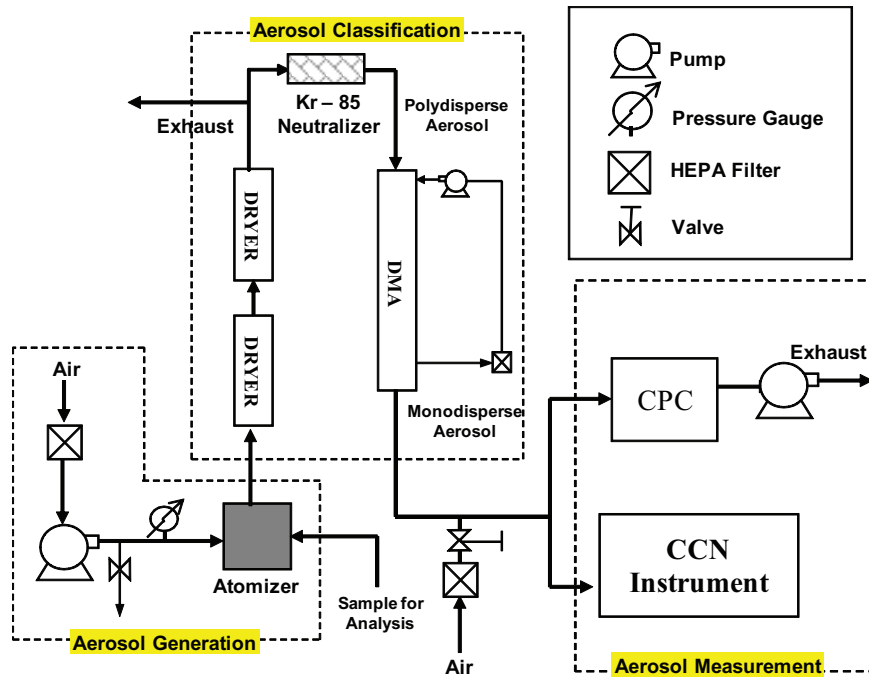 Aerosol Classification
Kr – 85
Neutralizer
Exhaust
Polydisperse
Aerosol
DRYER
DRYER
DMA
Monodisperse
Aerosol
Pump
Pressure Gauge
HEPA Filter
Valve
Air
Atomizer
Sample for
Analysis
Aerosol Generation
Air
CPC
Exhaust
CCN
Instrument
Aerosol Measurement